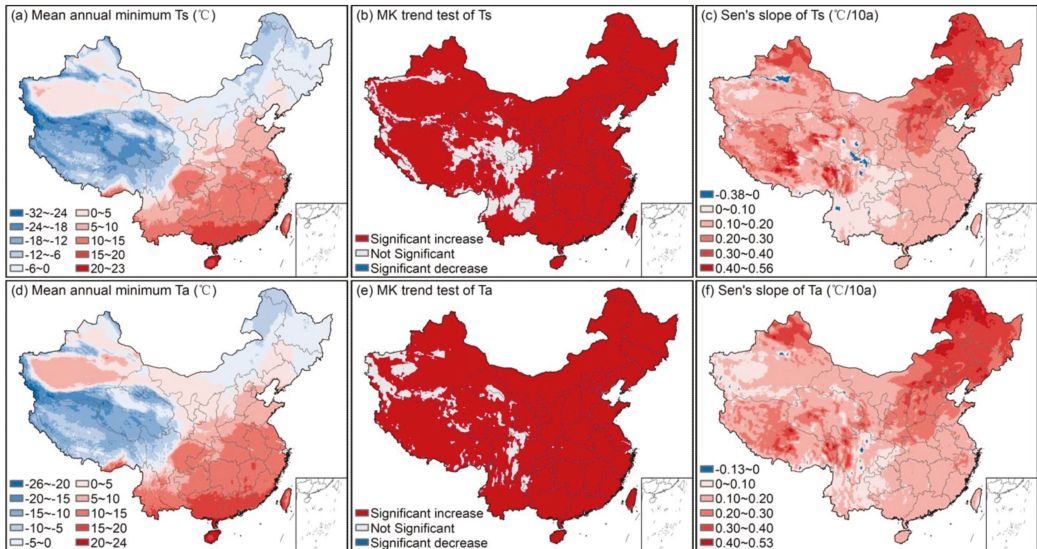 (a) Mean annual minimum Ts (℃)
-32~-24
-24~-18
-18~-12
-12~-6
-6~0
0~5
5~10
10~15
15~20
20~23
(b) MK trend test of Ts
Significant increase
Not Significant
Significant decrease
(c) Sen's slope of Ts (℃/10a)
-0.38~0
0~0.10
0.10~0.20
0.20~0.30
0.30~0.40
0.40~0.56
(d) Mean annual minimum Ta (℃)
-26~-20
-20~-15
-15~-10
-10~-5
-5~0
0~5
5~10
10~15
15~20
20~24
(e) MK trend test of Ta
Significant increase
Not Significant
Significant decrease
(f) Sen's slope of Ta (℃/10a)
-0.13~0
0~0.10
0.10~0.20
0.20~0.30
0.30~0.40
0.40~0.53